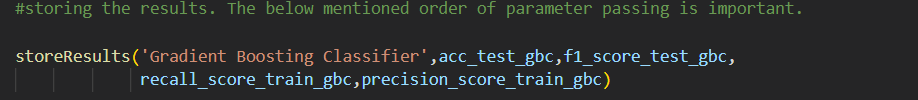 #storing the results. The below mentioned order of parameter passing is important.
storeResults('Gradient Boosting Classifier',acc_test_gbc,f1_score_test_gbc,
recall_score_train_gbc,precision_score_train_gbc)